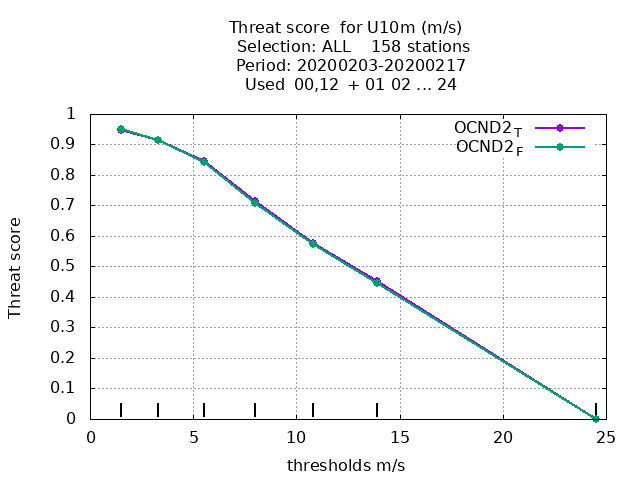 Threat score  for U10m (m/s)
Selection: ALL    158 stations
Period: 20200203-20200217
Used  00,12  + 01 02 ... 24
OCND2_T
OCND2_F
1
0.9
0.8
0.7
0.6
0.5
0.4
0.3
0.2
0.1
0
Threat score
0 5 10 15 20 25
thresholds m/s